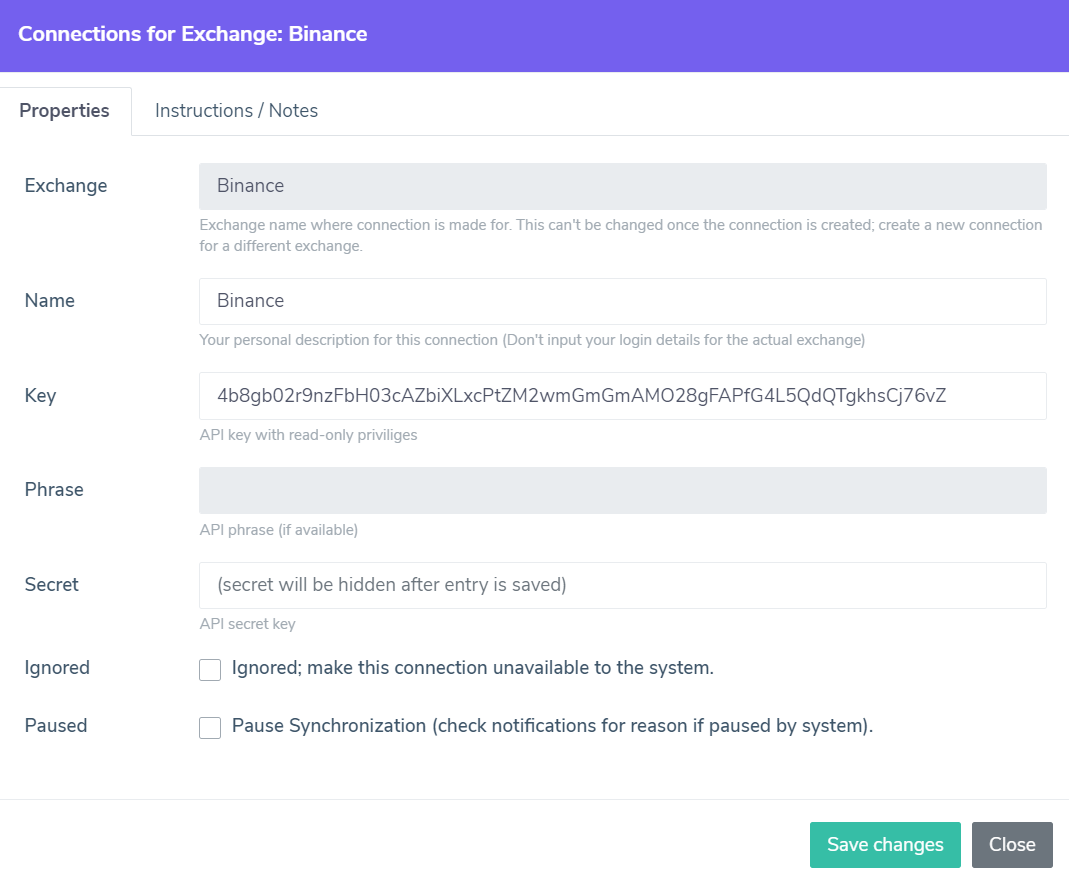 Connections for Exchange: Binance
Properties
Instructions / Notes
Exchange
Binance
Exchange name where connection is made for. This can't be changed once the connection is created; create a new connection
for a different exchange.
Name
Binance
Your personal description for this connection (Don't input your login details for the actual exchange)
Key
4b8gb02r9nzFbH03cAZbiXLxcPtZM2wmGmGmAMO28gFAPfG4L5QdQTgkhsCj76vZ
API key with read-only priviliges
Phrase
API phrase (if available)
Secret
(secret will be hidden after entry is saved)
API secret key
Ignored
Ignored; make this connection unavailable to the system.
Paused
Pause Synchronization (check notifications for reason if paused by system).
Save changes
Close